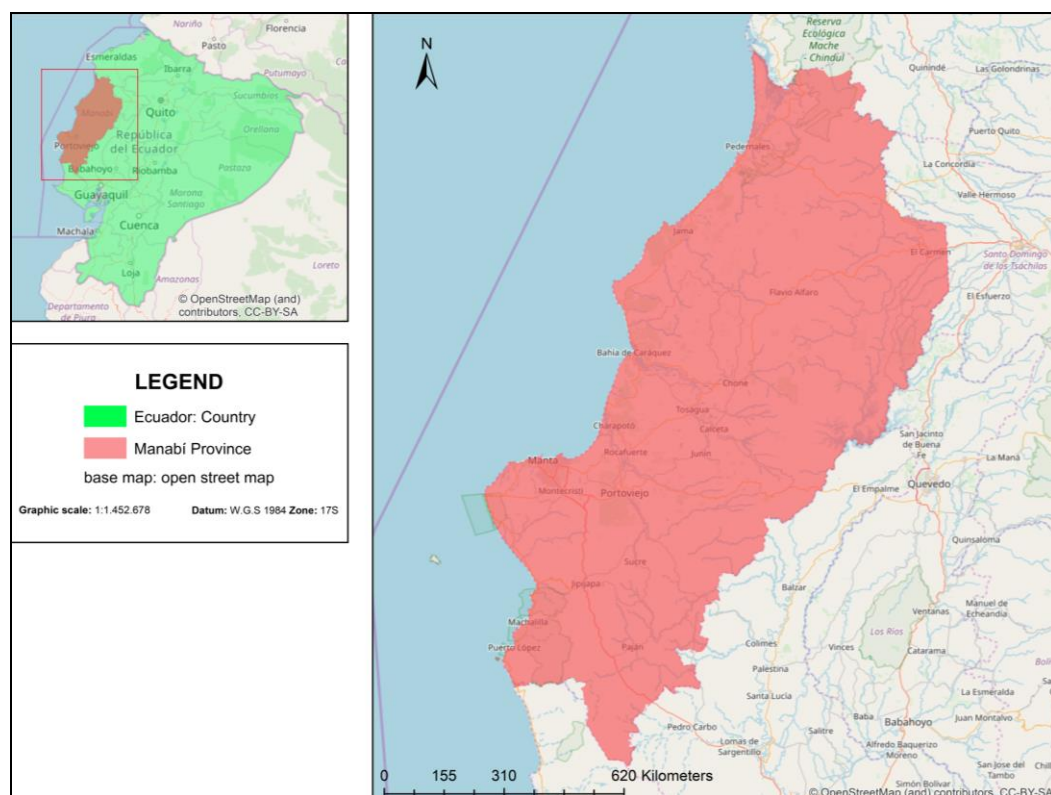 Nariño
Florencia
Pasto
Esmeraldas
Putumayo
Ibarra
Sucumbíos
Manabí
Quito
Orellana
República
del Ecuador
Portoviejo
Pastaza
Babahoyo
Riobamba
Morona
Santiago
Guayaquil
Machala
Cuenca
Loreto
Loja
Amazonas
Departamento
de Piura
© OpenStreetMap (and)
contributors, CC-BY-SA
LEGEND
Ecuador: Country
Manabí Province
base map: open street map
Graphic scale: 1:1.452.678 Datum: W.G.S 1984 Zone: 17S
N
Reserva
Ecológica
Mache
- Chindul
Quinindé
Las Golondrinas
Puerto Quito
Pedernales
La Concordia
Valle Hermoso
Jama
El Carmen
Santo Domingo
de los Tsáchilas
Flavio Alfaro
El Esfuerzo
Bahía de Caráquez
Chone
Tosagua
Charapotó
Calceta
San Jacinto
de Buena
Fe
Rocafuerte
Junín
La Maná
Manta
Montecristi
Portoviejo
El Empalme
Quevedo
Quinsaloma
Sucre
Jipijapa
Balzar
Manuel de
Echeandia
Ventanas
Machalilla
Los Ríos
Puerto López
Paján
Colimes
Vinces
Catarama
Palestina
Santa Lucía
La Esmeralda
Pedro Carbo
Baba
Juan Montalvo
Babahoyo
Lomas de
Sargentillo
Salitre
Alfredo Baquerizo
Moreno
San Jose del
Tambo
Simón Bolívar
0 155 310 620 Kilometers
© OpenStreetMap (and) contributors, CC-BY-SA